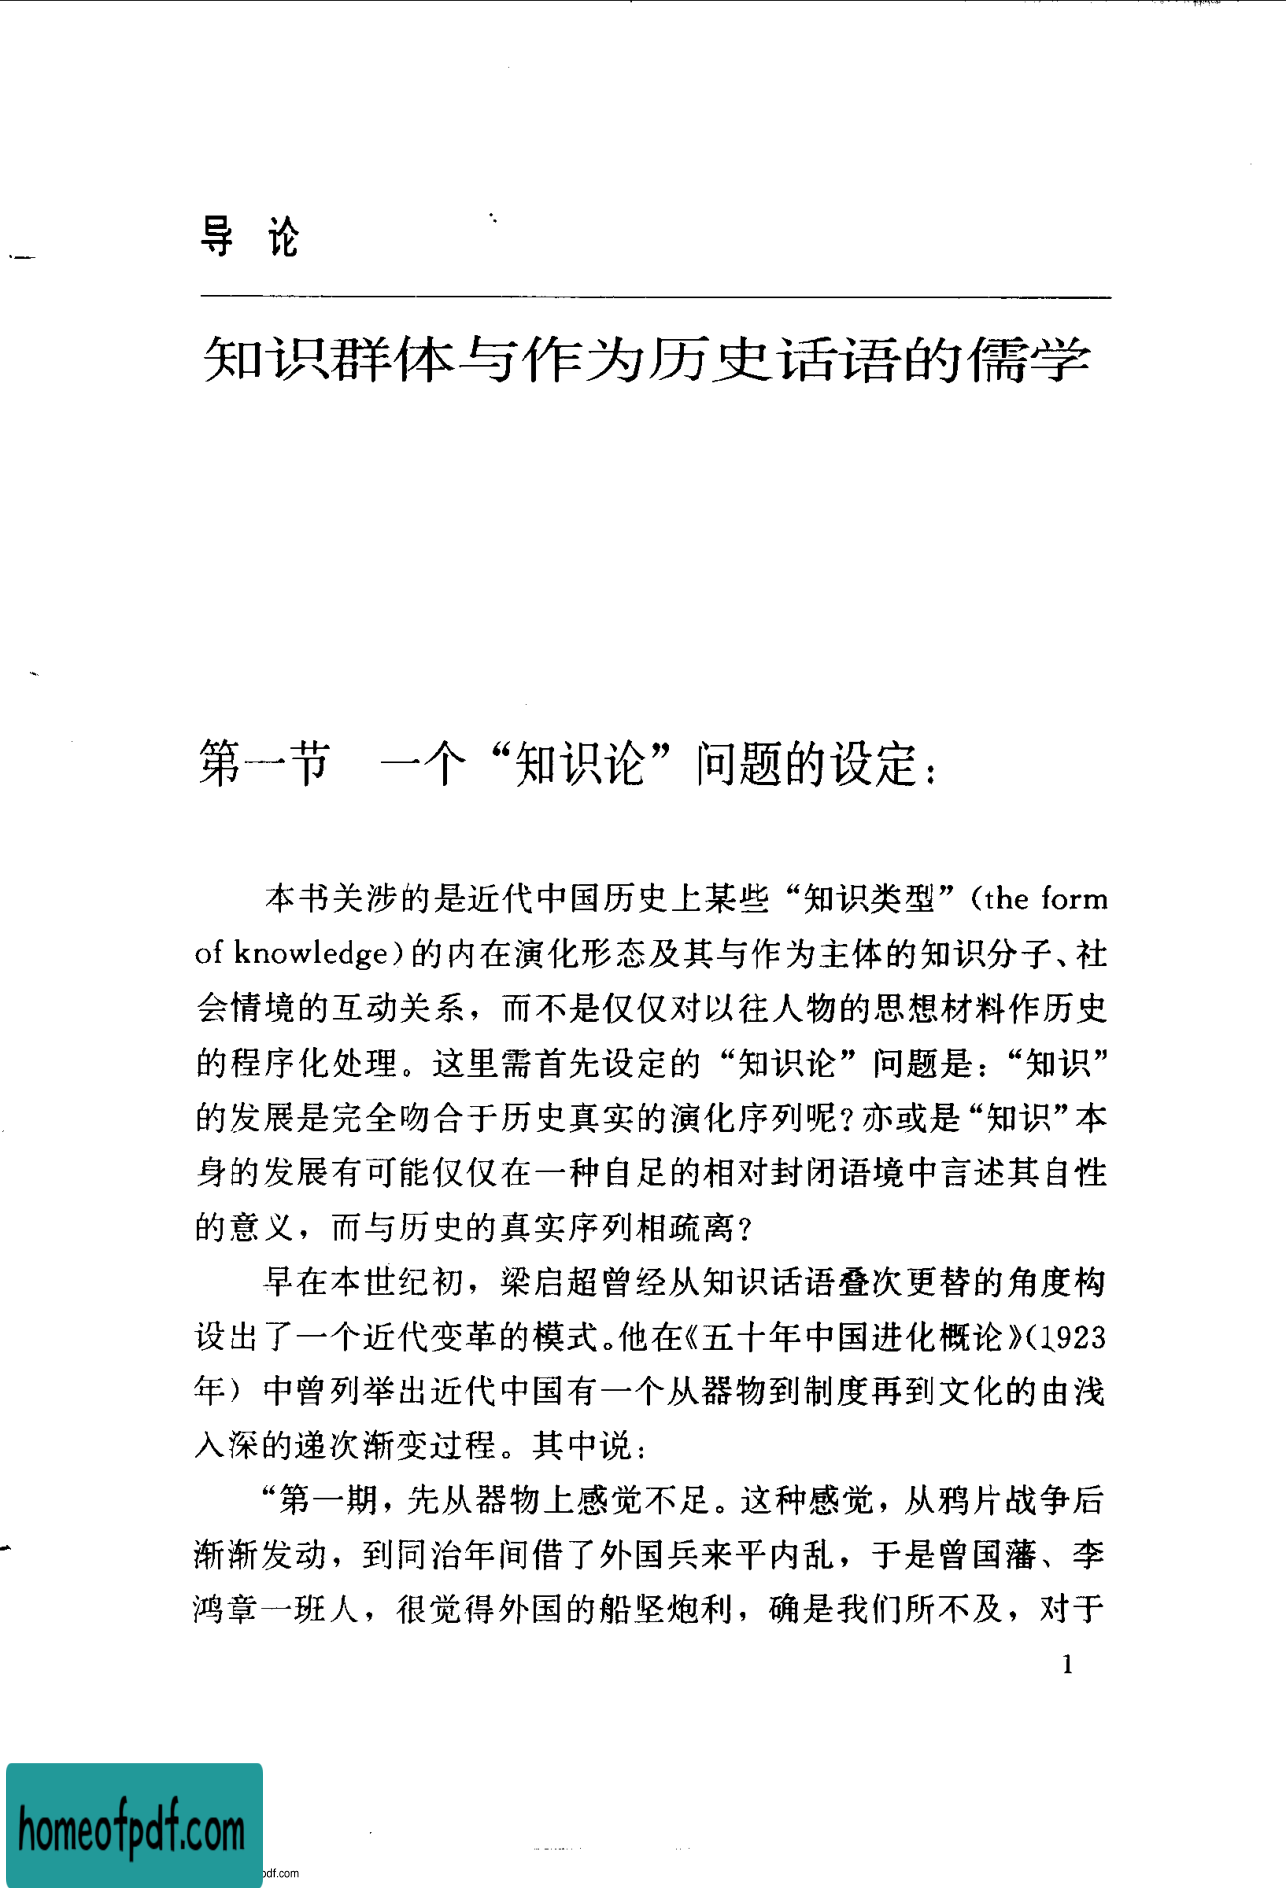 导 论
知识群体与作为历史话语的儒学
第一节 一个“知识论”问题的设定：
本书关涉的是近代中国历史上某些“知识类型”（the form
of knowledge）的内在演化形态及其与作为主体的知识分子、社
会情境的互动关系，而不是仅仅对以往人物的思想材料作历史
的程序化处理。这里需首先设定的“知识论”问题是：“知识”
的发展是完全吻合于历史真实的演化序列呢？亦或是“知识”本
身的发展有可能仅仅在一种自足的相对封闭语境中言述其自性
的意义，而与历史的真实序列相疏离？
早在本世纪初，梁启超曾经从知识话语叠次更替的角度构
设出了一个近代变革的模式。他在《五十年中国进化概论》（1923
年）中曾列举出近代中国有一个从器物到制度再到文化的由浅
入深的递次渐变过程。其中说：
“第一期，先从器物上感觉不足。这种感觉，从鸦片战争后
渐渐发动，到同治年间借了外国兵来平内乱，于是曾国藩、李
鸿章一班人，很觉得外国的船坚炮利，确是我们所不及，对于
1
homeofpdf.com
pdf.com